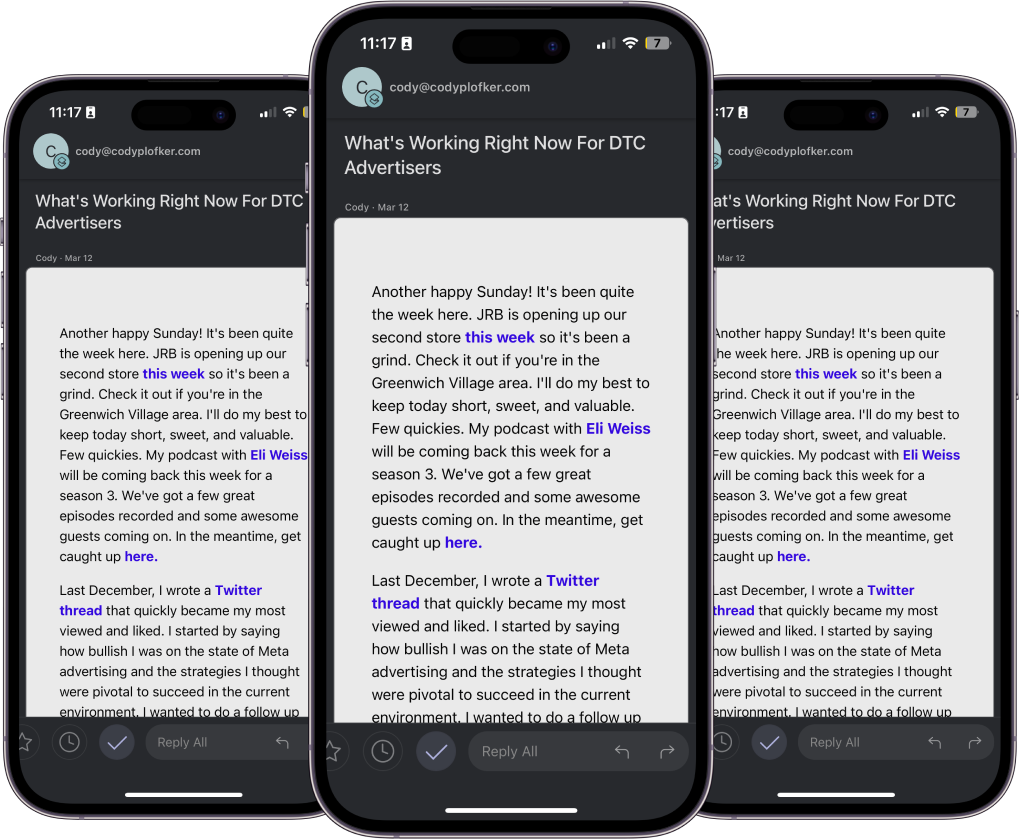 11:17
7
C
cody@codyplofker.com
What's Working Right Now For DTC
Advertisers
Cody · Mar 12
Another happy Sunday! It's been quite
the week here. JRB is opening up our
second store this week so it's been a
grind. Check it out if you're in the
Greenwich Village area. I'll do my best to
keep today short, sweet, and valuable.
Few quickies. My podcast with Eli Weiss
will be coming back this week for a
season 3. We've got a few great
episodes recorded and some awesome
guests coming on. In the meantime, get
caught up here.
Last December, I wrote a Twitter
thread that quickly became my most
viewed and liked. I started by saying
how bullish I was on the state of Meta
advertising and the strategies I thought
were pivotal to succeed in the current
environment. I wanted to do a follow up
Reply All
11:17
C
cody@codyplofker.com
What's Working Right Now For DTC
Advertisers
Cody · Mar 12
Another happy Sunday! It's been quite
the week here. JRB is opening up our
second store this week so it's been a
grind. Check it out if you're in the
Greenwich Village area. I'll do my best to
keep today short, sweet, and valuable.
Few quickies. My podcast with Eli Weiss
will be coming back this week for a
season 3. We've got a few great
episodes recorded and some awesome
guests coming on. In the meantime, get
caught up here.
Last December, I wrote a Twitter
thread that quickly became my most
viewed and liked. I started by saying
how bullish I was on the state of Meta
advertising and the strategies I thought
were pivotal to succeed in the current
environment. I wanted to do a follow up
Reply All
:17
7
cody@codyplofker.com
at's Working Right Now For DTC
vertisers
Mar 12
Another happy Sunday! It's been quite
the week here. JRB is opening up our
second store this week so it's been a
grind. Check it out if you're in the
Greenwich Village area. I'll do my best to
keep today short, sweet, and valuable.
Few quickies. My podcast with Eli Weiss
will be coming back this week for a
season 3. We've got a few great
episodes recorded and some awesome
guests coming on. In the meantime, get
caught up here.
Last December, I wrote a Twitter
thread that quickly became my most
viewed and liked. I started by saying
how bullish I was on the state of Meta
advertising and the strategies I thought
were pivotal to succeed in the current
environment. I wanted to do a follow up
Reply All